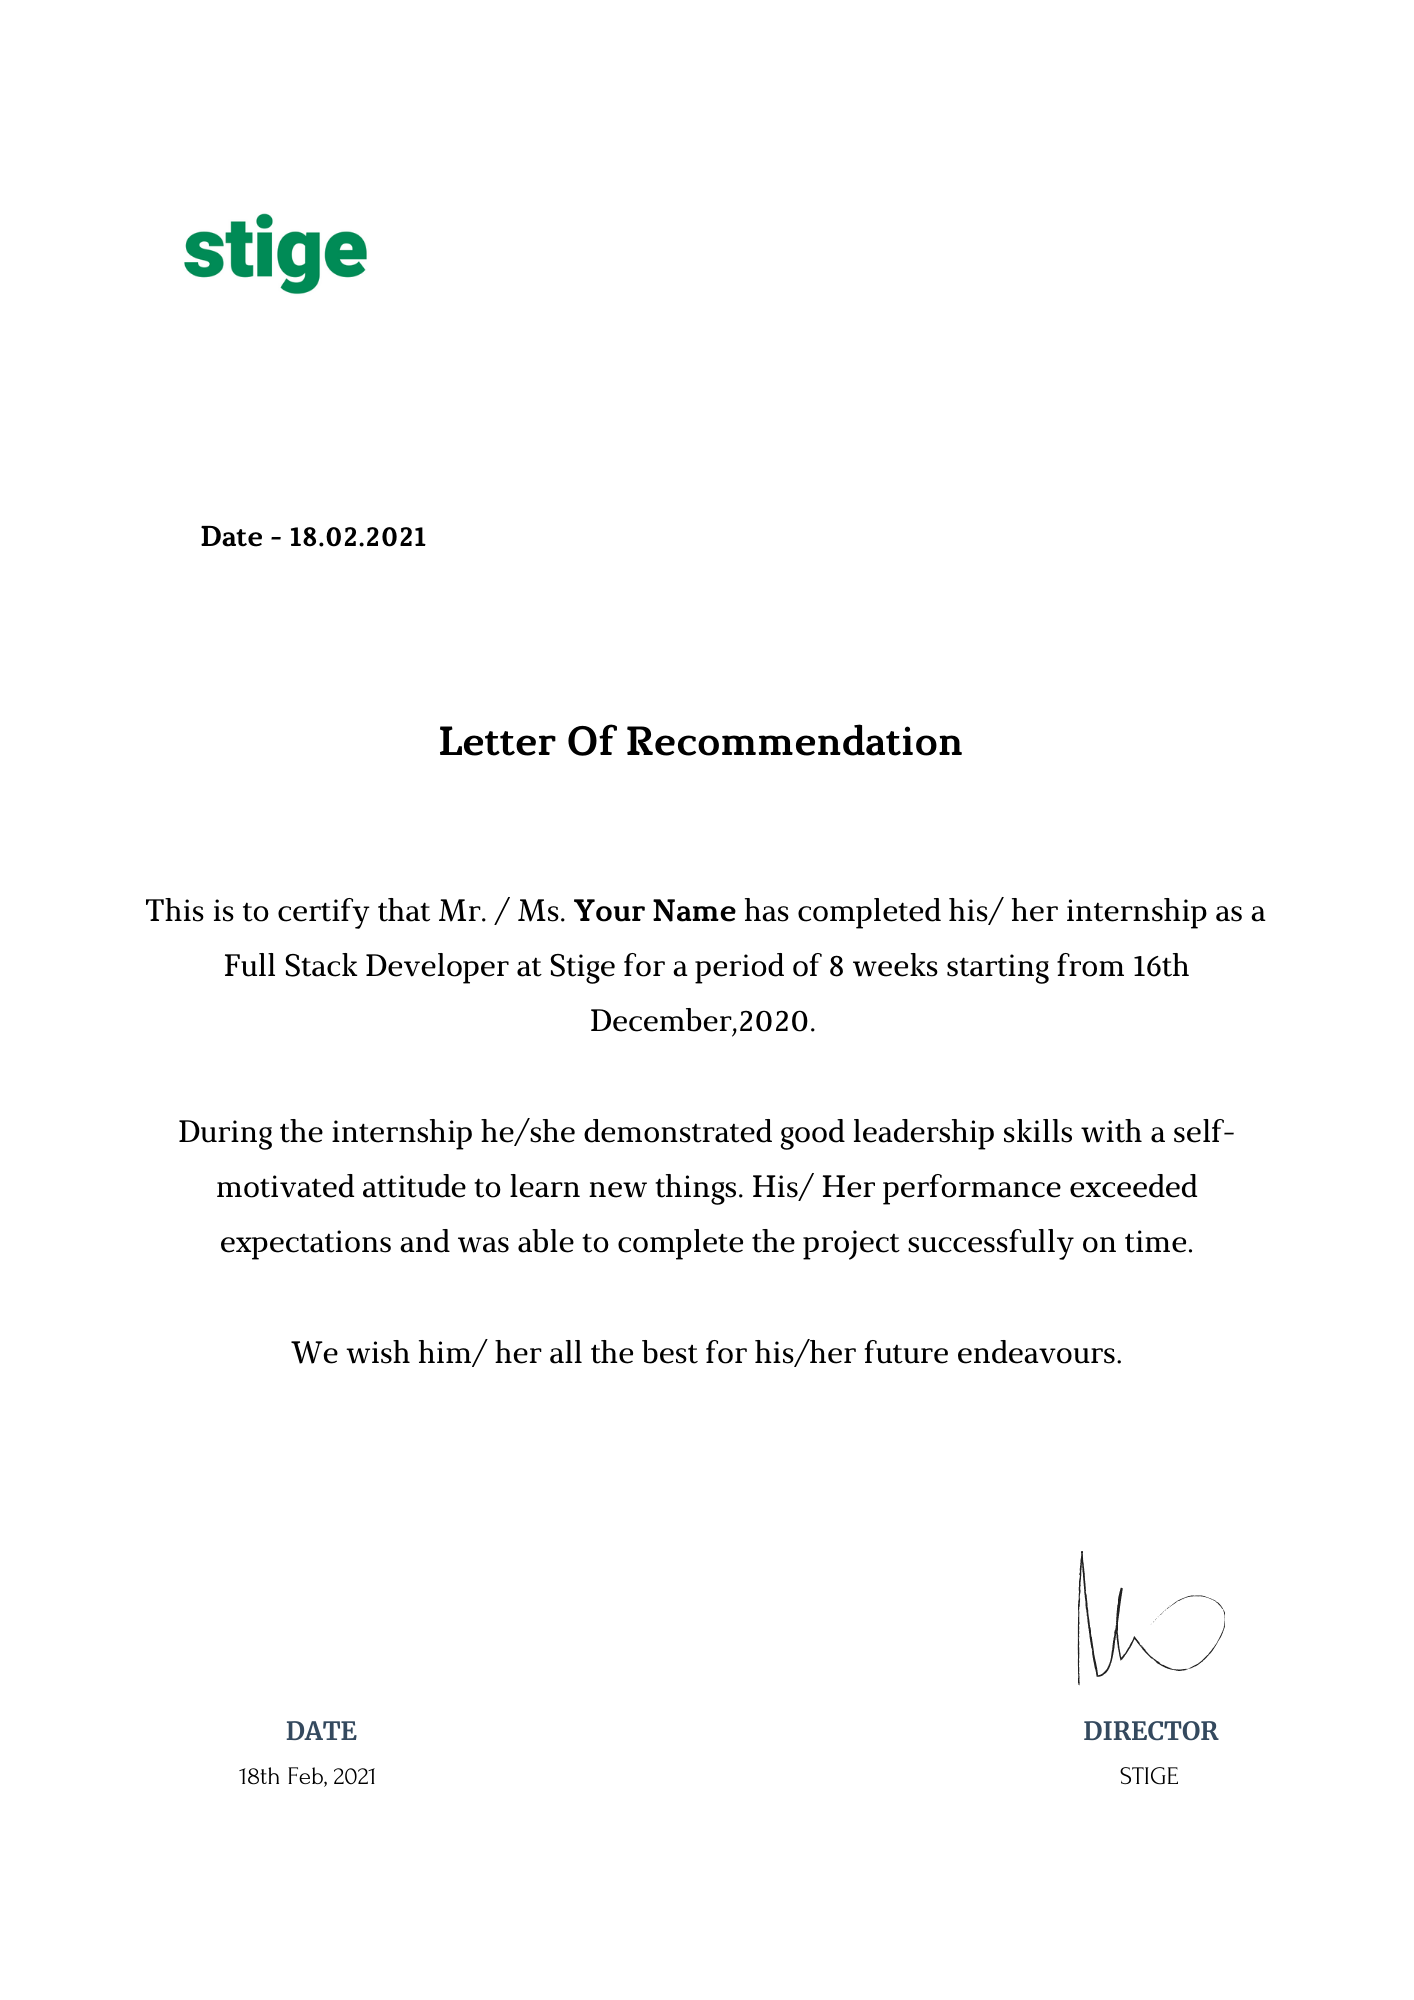 stige
Date - 18.02.2021
Letter Of Recommendation
This is to certify that Mr. / Ms. Your Name has completed his/ her internship as a
Full Stack Developer at Stige for a period of 8 weeks starting from 16th
December,2020.
During the internship he/she demonstrated good leadership skills with a self-
motivated attitude to learn new things. His/ Her performance exceeded
expectations and was able to complete the project successfully on time.
We wish him/ her all the best for his/her future endeavours.
DATE
DIRECTOR
18th Feb, 2021
STIGE